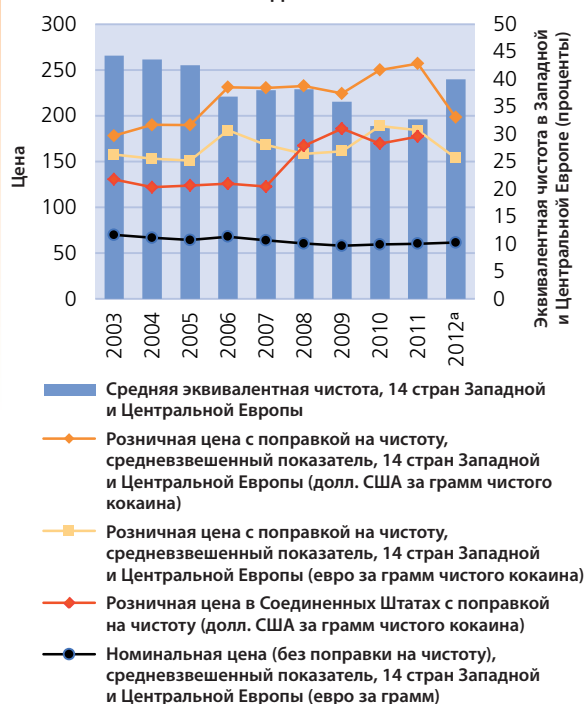 300
250
200
150
100
50
0
Цена
50
45
40
35
30
25
20
15
10
5
0
Эквивалентная чистота в Западной
и Центральной Европе (проценты)
2003
2004
2005
2006
2007
2008
2009
2010
2011
2012a
Средняя эквивалентная чистота, 14 стран Западной
и Центральной Европы
Розничная цена с поправкой на чистоту,
средневзвешенный показатель, 14 стран Западной
и Центральной Европы (долл. США за грамм чистого
кокаина)
Розничная цена с поправкой на чистоту,
средневзвешенный показатель, 14 стран Западной
и Центральной Европы (евро за грамм чистого кокаина)
Розничная цена в Соединенных Штатах с поправкой
на чистоту (долл. США за грамм чистого кокаина)
Номинальная цена (без поправки на чистоту),
средневзвешенный показатель, 14 стран Западной
и Центральной Европы (евро за грамм)